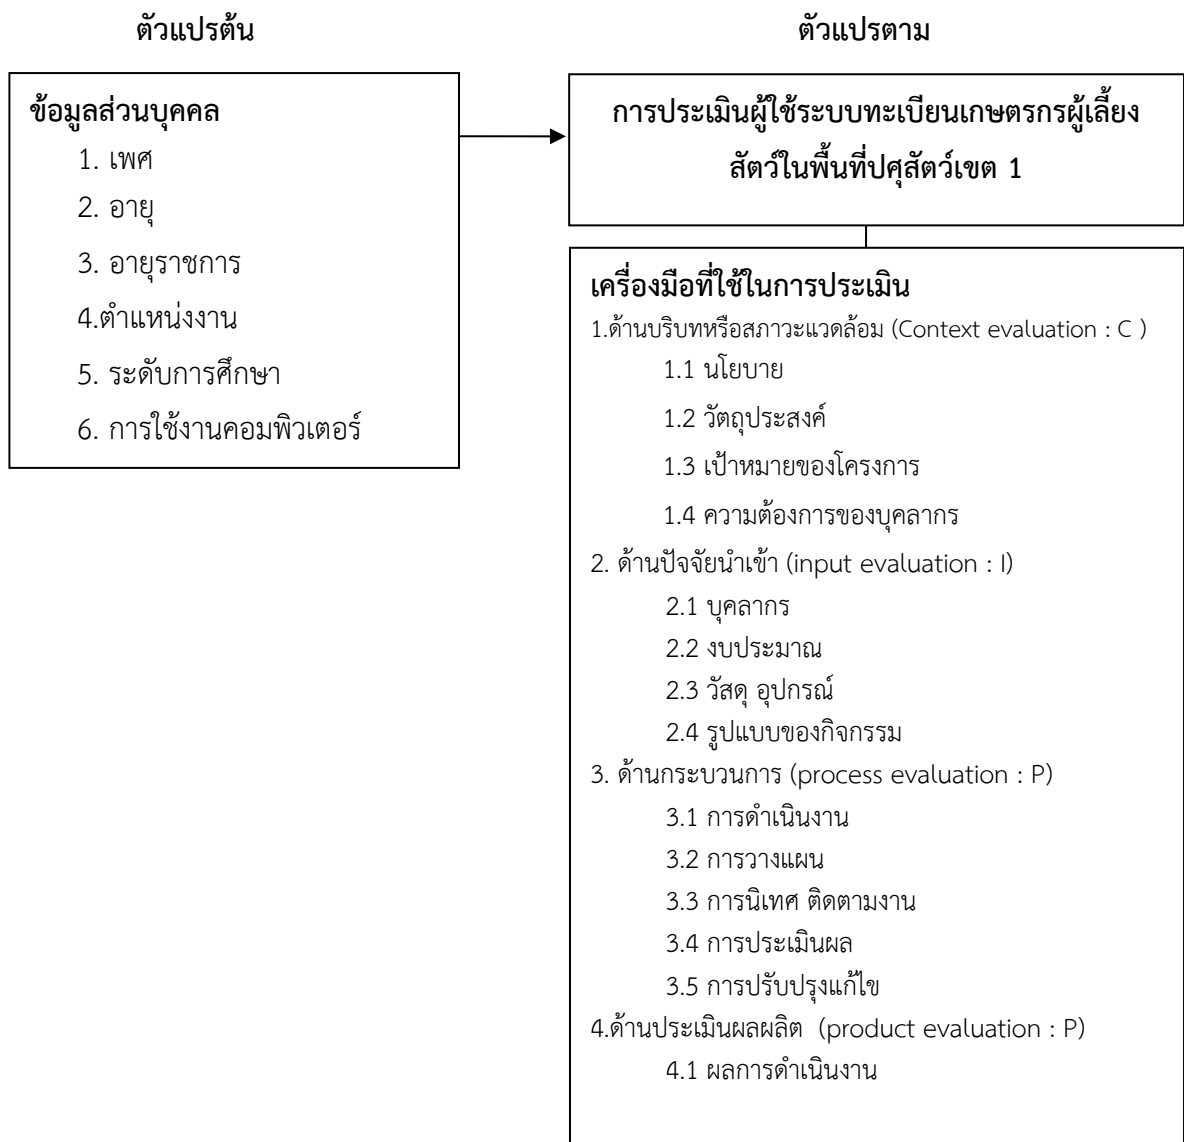 ตัวแปรต้น
ตัวแปรตาม
ข้อมูลส่วนบุคคล
1. เพศ
2. อายุ
3. อายุราชการ
4.ตำแหน่งงาน
5. ระดับการศึกษา
6. การใช้งานคอมพิวเตอร์
การประเมินผู้ใช้ระบบทะเบียนเกษตรกรผู้เลี้ยง
สัตว์ในพื้นที่ปศุสัตว์เขต 1
เครื่องมือที่ใช้ในการประเมิน
1.ด้านบริบทหรือสภาวะแวดล้อม (Context evaluation : C )
1.1 นโยบาย
1.2 วัตถุประสงค์
1.3 เป้าหมายของโครงการ
1.4 ความต้องการของบุคลากร
2. ด้านปัจจัยนำเข้า (input evaluation : I)
2.1 บุคลากร
2.2 งบประมาณ
2.3 วัสดุ อุปกรณ์
2.4 รูปแบบของกิจกรรม
3. ด้านกระบวนการ (process evaluation : P)
3.1 การดำเนินงาน
3.2 การวางแผน
3.3 การนิเทศ ติดตามงาน
3.4 การประเมินผล
3.5 การปรับปรุงแก้ไข
4.ด้านประเมินผลผลิต (product evaluation : P)
4.1 ผลการดำเนินงาน